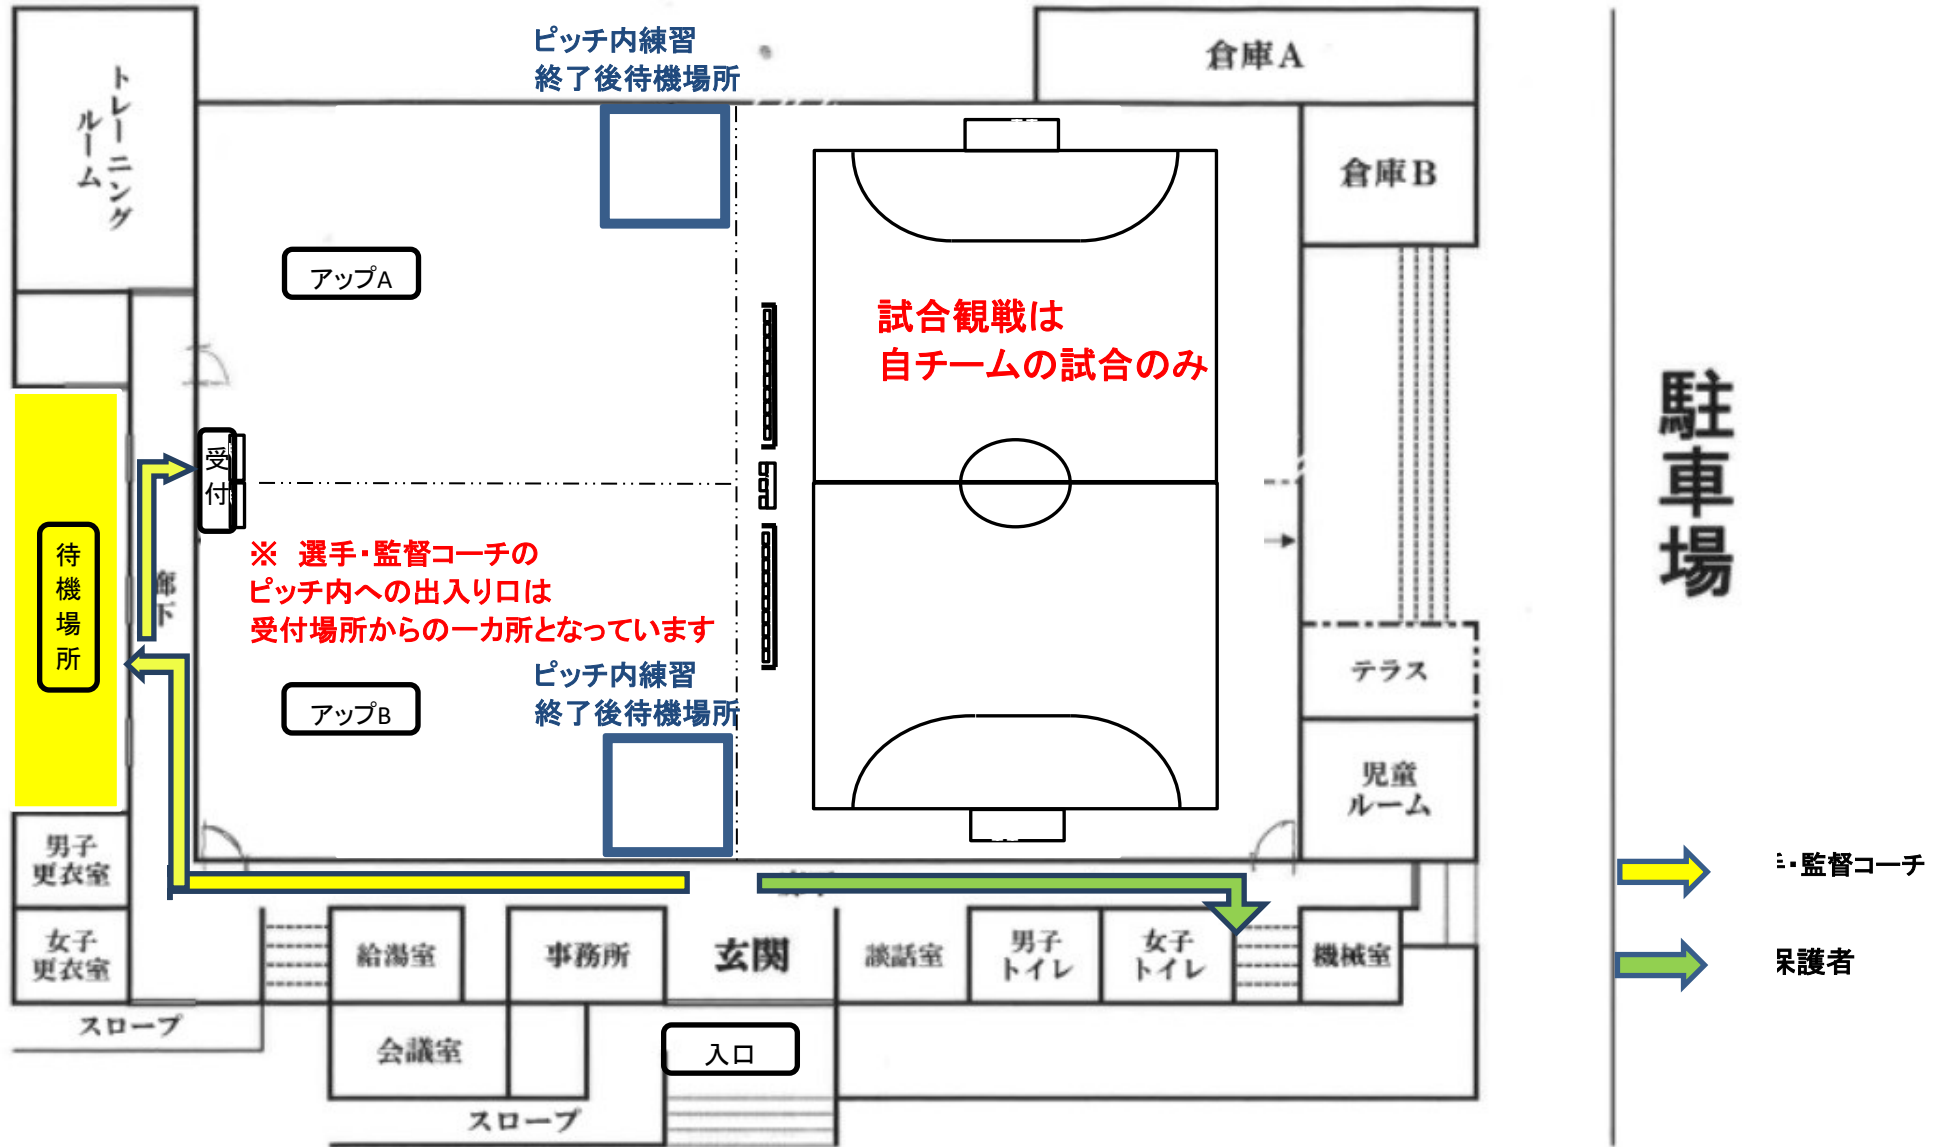 ピッチ内練習
終了後待機場所
倉庫A
トレーニング
ルーム
倉庫B
アップA
試合観戦は
自チームの試合のみ
駐車場
受付
※ 選手・監督コーチの
ピッチ内への出入り口は
受付場所からの一カ所となっています
待機場所
廊下
ピッチ内練習
終了後待機場所
アップB
テラス
児童
ルーム
男子
更衣室
・監督コーチ
女子
更衣室
給湯室
事務所
玄関
談話室
男子
トイレ
女子
トイレ
機械室
保護者
スロープ
会議室
入口
スロープ